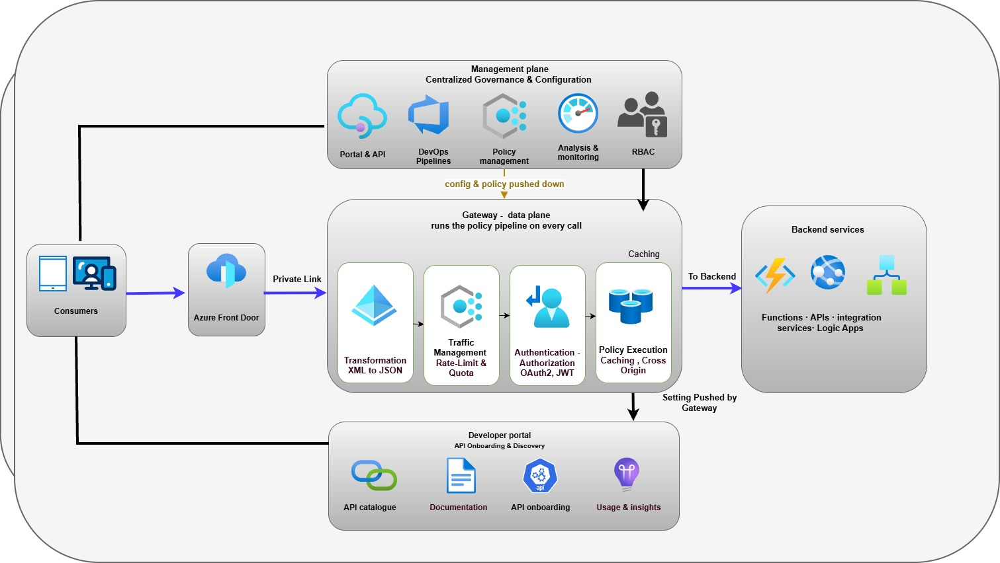 Management plane
Centralized Governance & Configuration
Portal & API
DevOps
Pipelines
Policy
management
Analysis &
monitoring
RBAC
config & policy pushed down
Gateway - data plane
runs the policy pipeline on every call
Caching
Consumers
Azure Front Door
Private Link
Transformation
XML to JSON
Traffic
Management
Rate-Limit &
Quota
Authentication -
Authorization
OAuth2, JWT
Policy Execution
Caching , Cross
Origin
To Backend
Backend services
Functions · APIs · integration
services· Logic Apps
Setting Pushed by
Gateway
Developer portal
API Onboarding & Discovery
API catalogue
Documentation
api
API onboarding
Usage & insights